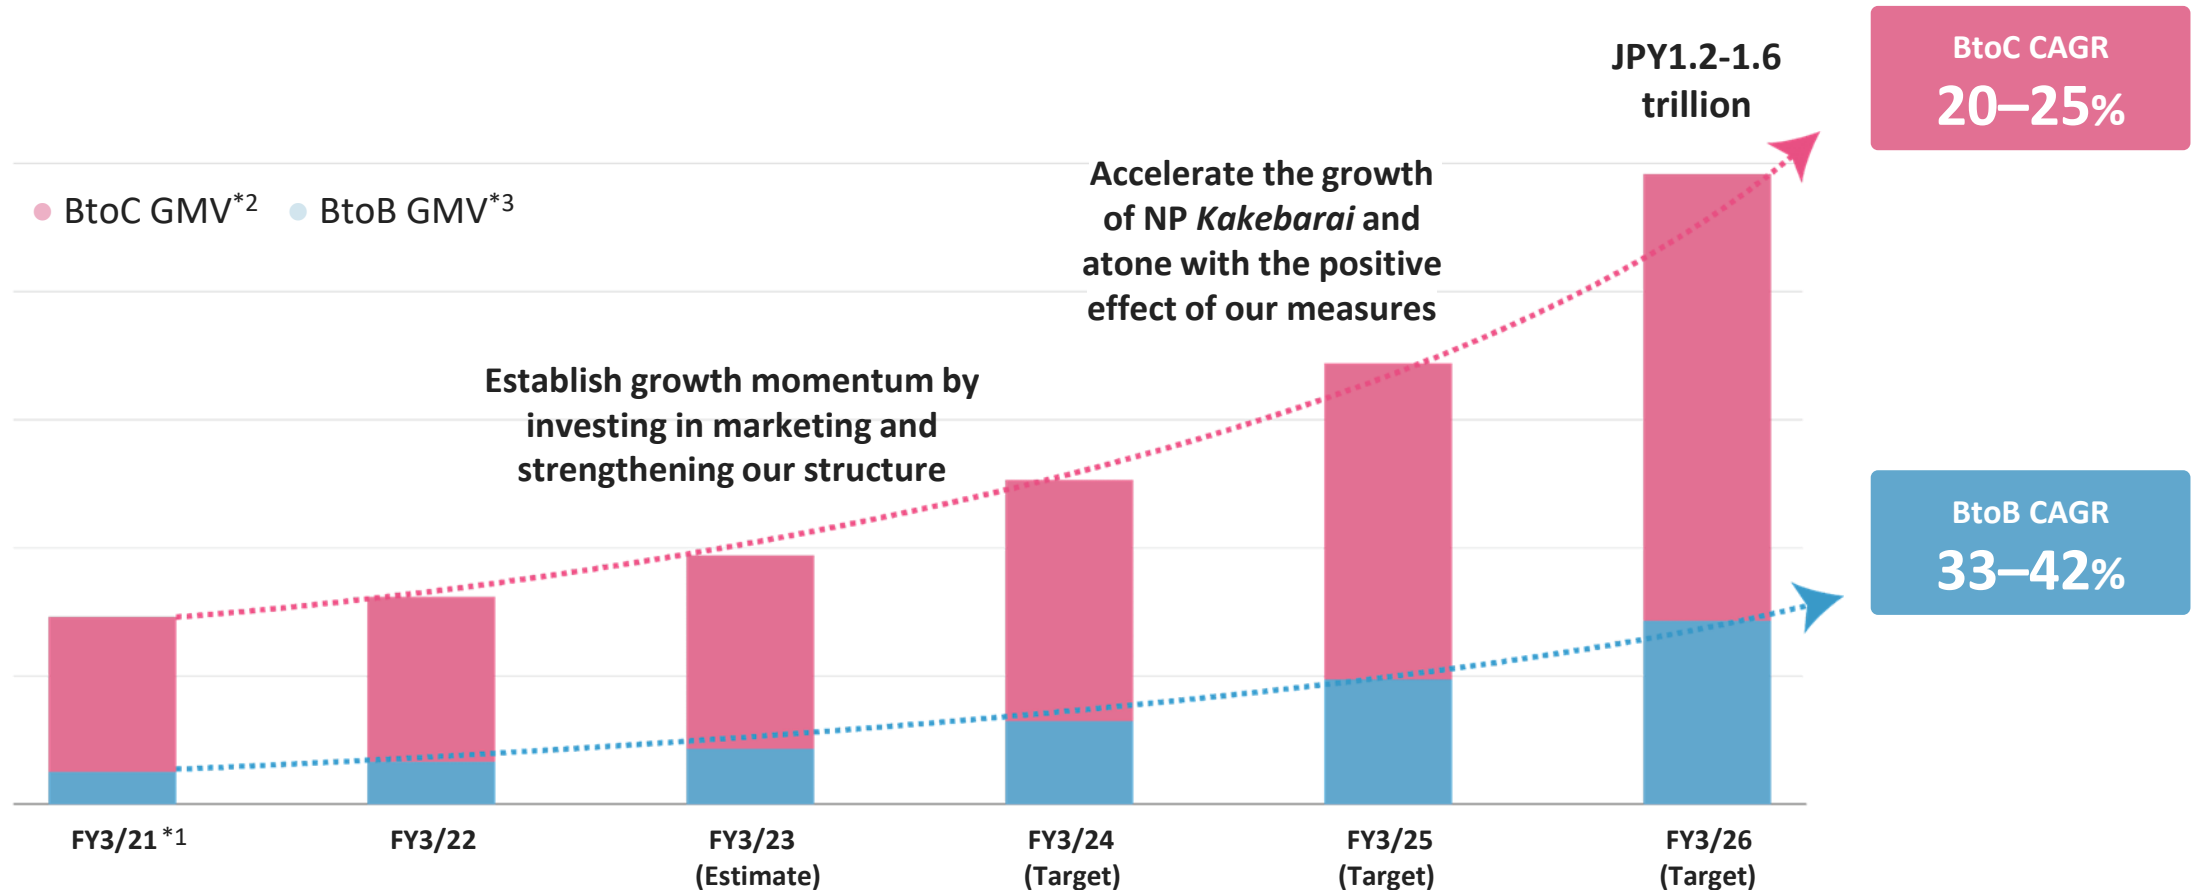 JPY1.2-1.6
trillion
BtoC CAGR
20–25%
BtoC GMV*2 BtoB GMV*3
Accelerate the growth
of NP Kakebarai and
atone with the positive
effect of our measures
Establish growth momentum by
investing in marketing and
strengthening our structure
BtoB CAGR
33–42%
FY3/21 *1
FY3/22
FY3/23
(Estimate)
FY3/24
(Target)
FY3/25
(Target)
FY3/26
(Target)